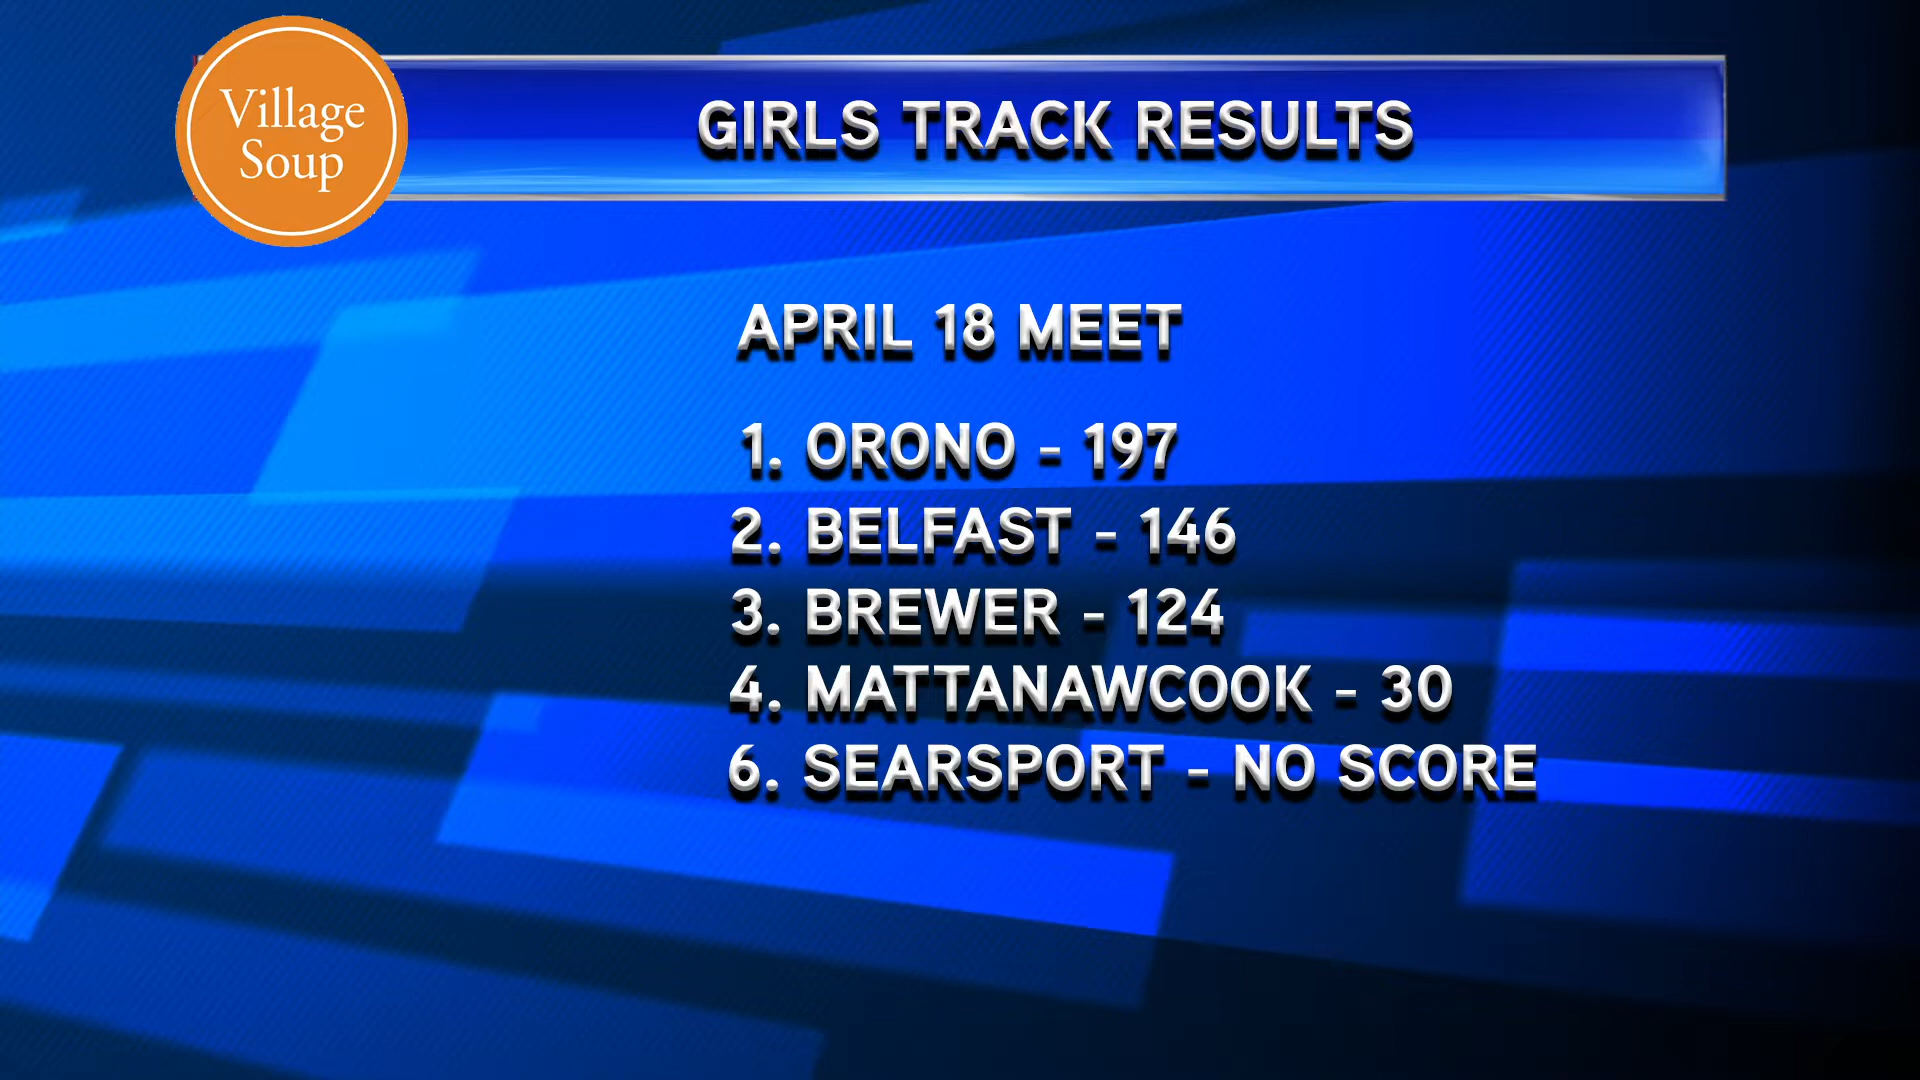 Village
Soup
GIRLS TRACK RESULTS
APRIL 18 MEET
1. ORONO - 197
2. BELFAST - 146
3. BREWER - 124
4. MATTANAWCOOK - 30
6. SEARSPORT - NO SCORE